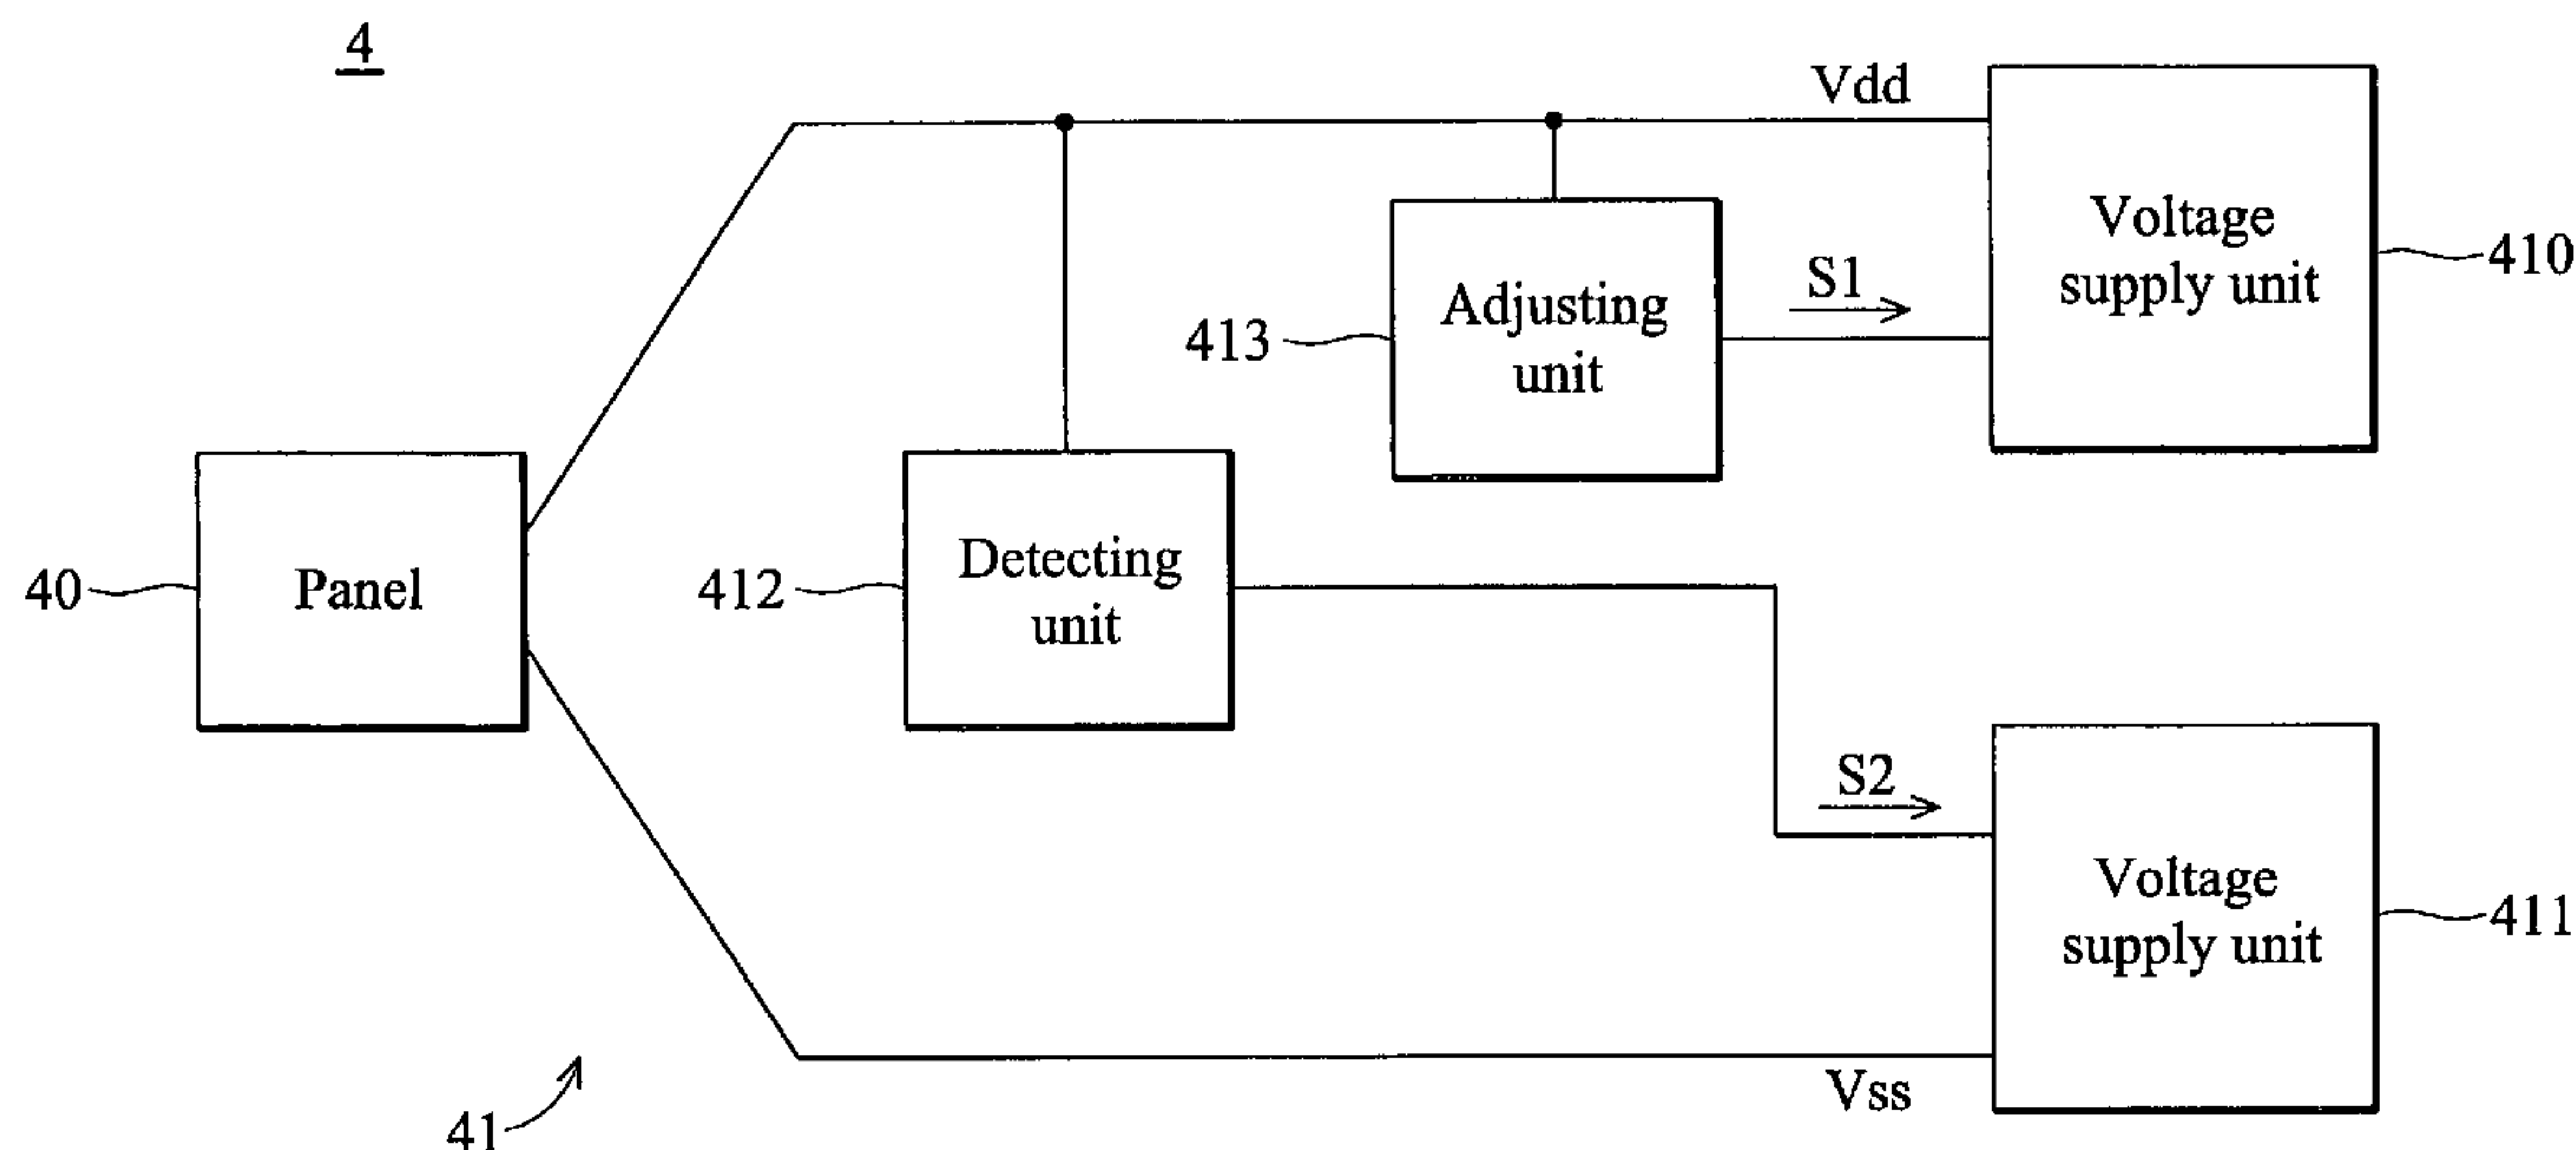 4
Vdd
Voltage
supply unit
410
S1
Adjusting
unit
413
Detecting
unit
412
Panel
40
S2
Voltage
supply unit
411
Vss
41